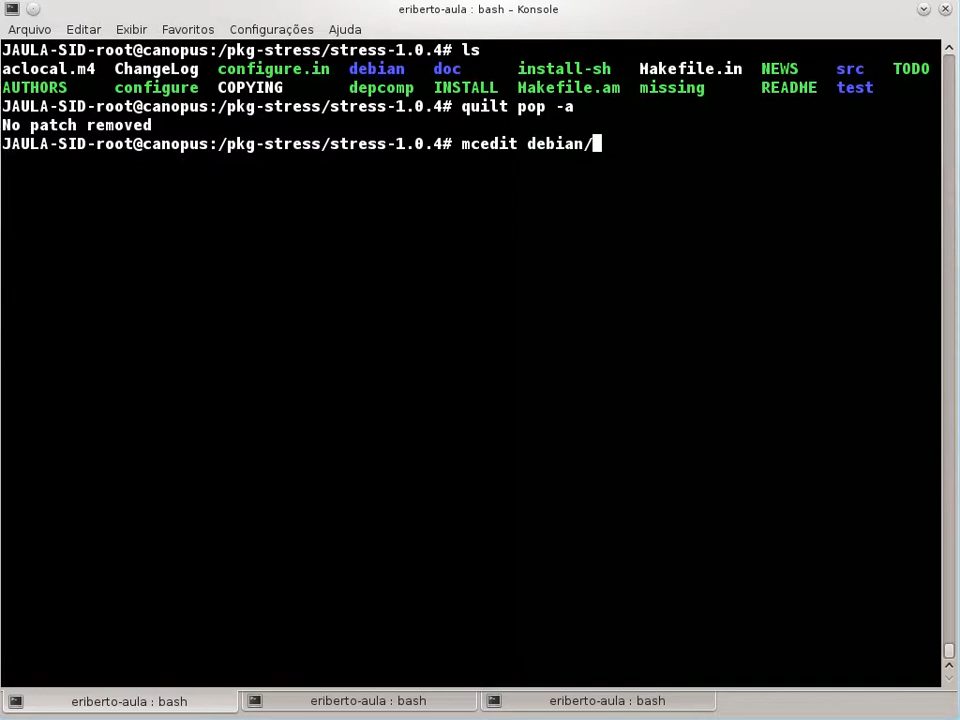 eriberto-aula : bash – Konsole
Arquivo Editar Exibir Favoritos Configurações Ajuda
JAULA-SID-root@canopus:/pkg-stress/stress-1.0.4# ls
aclocal.m4 ChangeLog configure.in debian doc install-sh Makefile.in NEWS src TODO
AUTHORS configure COPYING depcomp INSTALL Makefile.am missing README test
JAULA-SID-root@canopus:/pkg-stress/stress-1.0.4# quilt pop -a
No patch removed
JAULA-SID-root@canopus:/pkg-stress/stress-1.0.4# mcedit debian/
eriberto-aula : bash eriberto-aula : bash eriberto-aula : bash